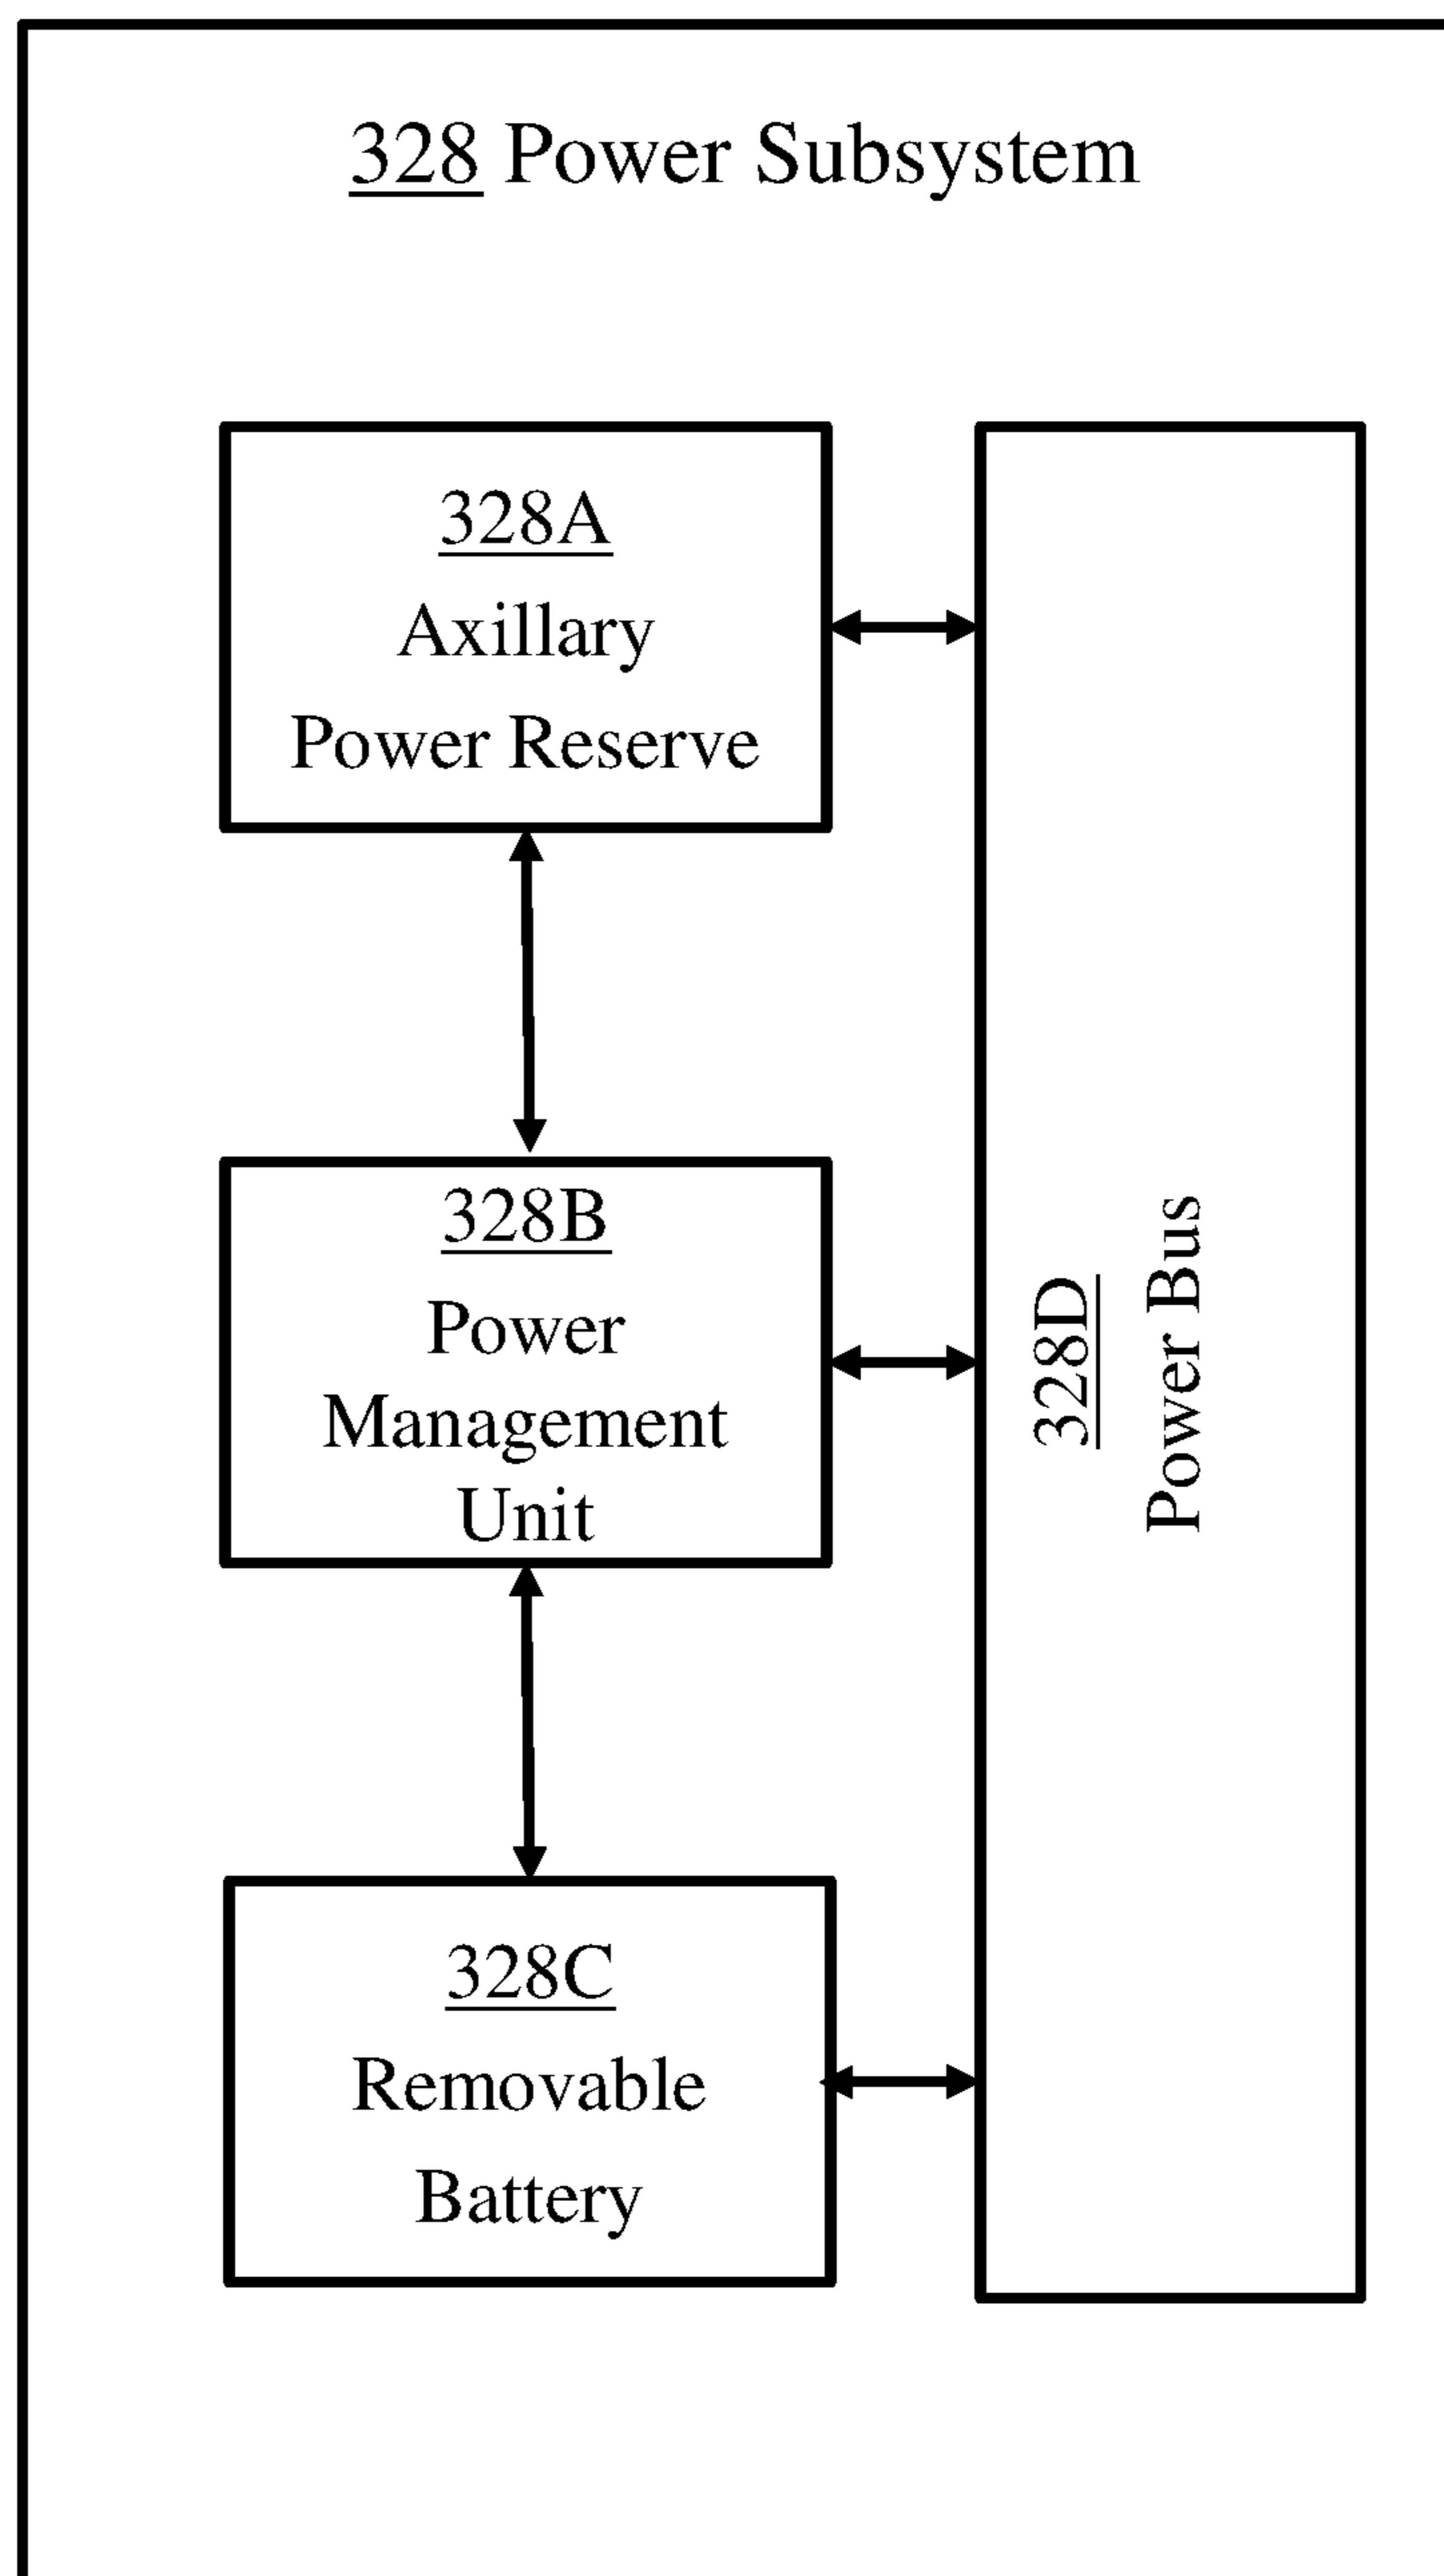 328 Power Subsystem
328A
Axillary
Power Reserve
328B
Power
Management
Unit
328C
Removable
Battery
328D
Power Bus